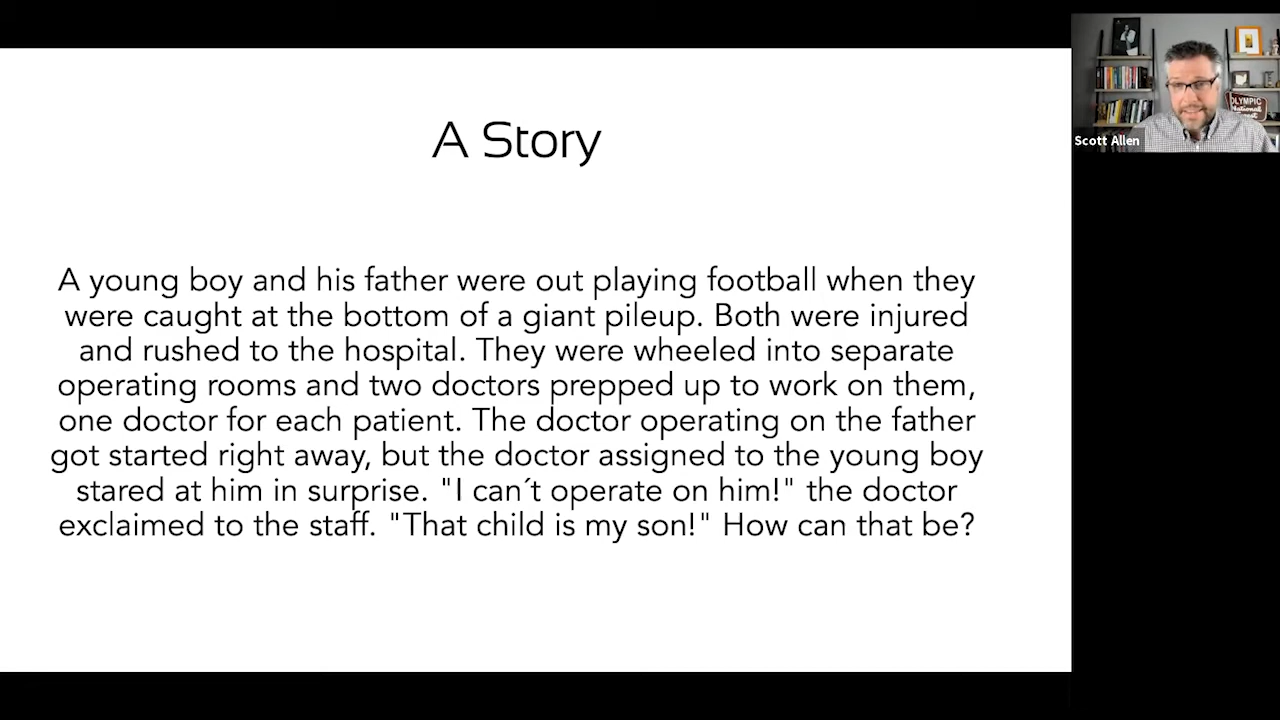 A Story
A young boy and his father were out playing football when they
were caught at the bottom of a giant pileup. Both were injured
and rushed to the hospital. They were wheeled into separate
operating rooms and two doctors prepped up to work on them,
one doctor for each patient. The doctor operating on the father
got started right away, but the doctor assigned to the young boy
stared at him in surprise. "I can´t operate on him!" the doctor
exclaimed to the staff. "That child is my son!" How can that be?
Scott Allen
OLYMPIC
National